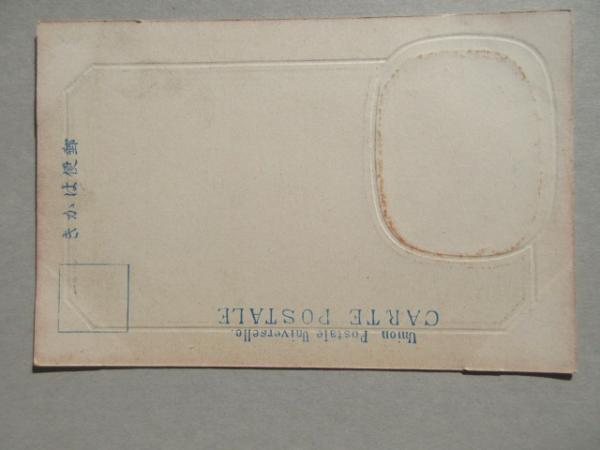 郵便はかき
Union Postale Universelle.
CARTE POSTALE